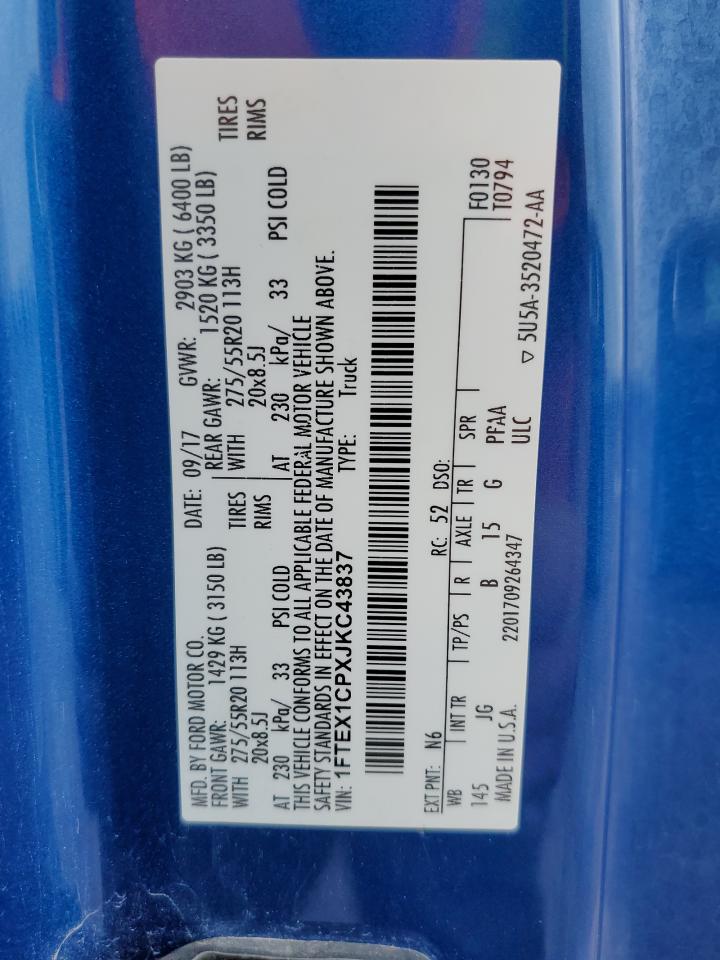 MFD. BY FORD MOTOR CO. DATE: 09/17 GVWR: 2903 KG ( 6400 LB)
FRONT GAWR: 1429 KG ( 3150 LB) REAR GAWR: 1520 KG ( 3350 LB)
WITH 275/55R20 113H TIRES WITH 275/55R20 113H TIRES
20x8.5J RIMS 20x8.5J RIMS
AT 230 kPa/ 33 PSI COLD AT 230 kPa/ 33 PSI COLD
THIS VEHICLE CONFORMS TO ALL APPLICABLE FEDERAL MOTOR VEHICLE
SAFETY STANDARDS IN EFFECT ON THE DATE OF MANUFACTURE SHOWN ABOVE.
VIN: 1FTEX1CPXJKC43837 TYPE: Truck
EXT PNT: N6 RC: 52 DSO:
WB INT TR TP/PS R AXLE TR SPR F0130
145 JG B 15 G PFAA T0794
MADE IN U.S.A. 2201709264347 ULC
▽ 5U5A-3520472-AA